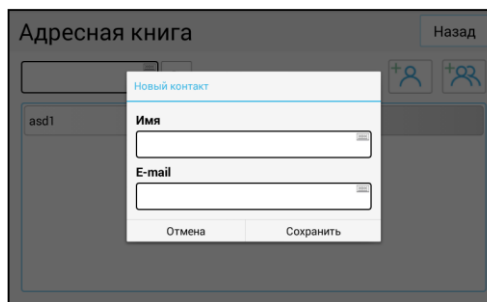 Адресная книга
Назад
Новый контакт
asd1
Имя
E-mail
Отмена
Сохранить